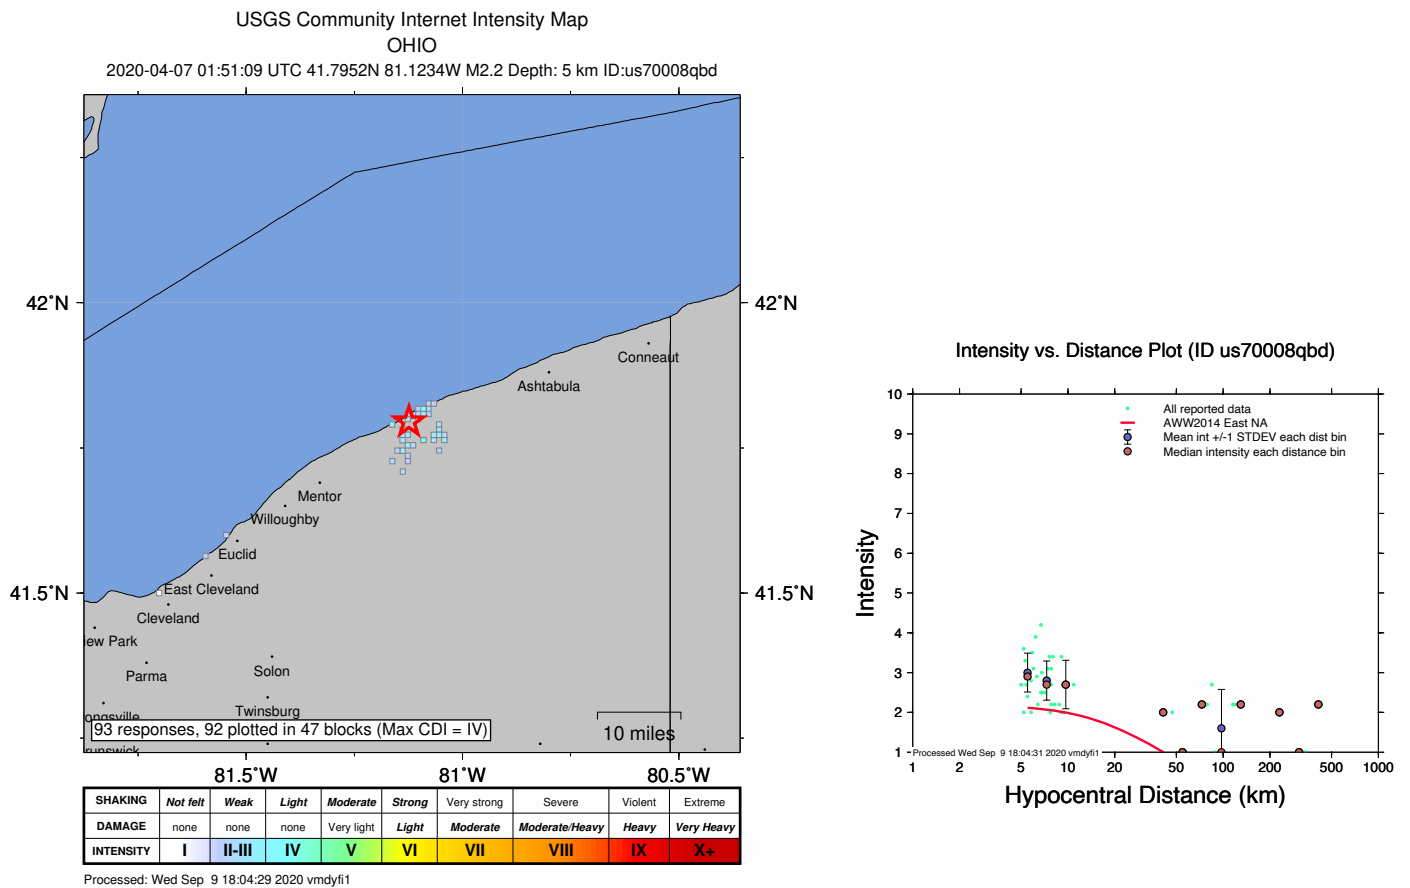 USGS Community Internet Intensity Map
OHIO
2020-04-07 01:51:09 UTC 41.7952N 81.1234W M2.2 Depth: 5 km ID:us70008qbd
42˚N
42˚N
Conneaut
Ashtabula
Mentor
Willoughby
Euclid
41.5˚N
East Cleveland
41.5˚N
Cleveland
iew Park
Parma
Solon
Twinsburg
ongsville
93 responses, 92 plotted in 47 blocks (Max CDI = IV)
10 miles
runswick
81.5˚W
81˚W
80.5˚W
SHAKING Not felt Weak Light Moderate Strong Very strong Severe Violent Extreme
DAMAGE none none none Very light Light Moderate Moderate/Heavy Heavy Very Heavy
INTENSITY I II-III IV V VI VII VIII IX X+
Processed: Wed Sep 9 18:04:29 2020 vmdyfi1
Intensity vs. Distance Plot (ID us70008qbd)
10
9
8
7
6
5
4
3
2
1
Intensity
All reported data
AWW2014 East NA
Mean int +/-1 STDEV each dist bin
Median intensity each distance bin
Processed Wed Sep 9 18:04:31 2020 vmdyfi1
1 2 5 10 20 50 100 200 500 1000
Hypocentral Distance (km)